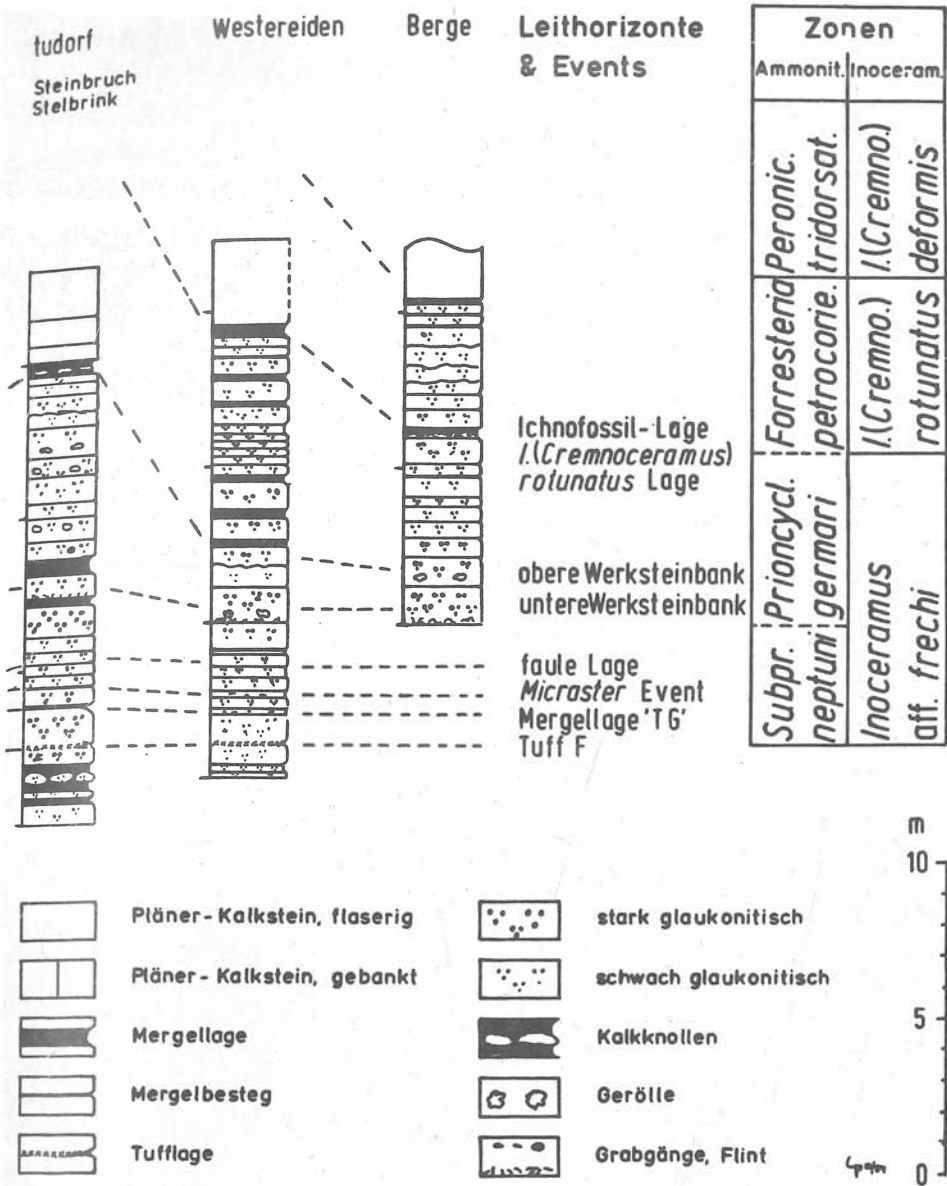 tudorf
Steinbruch
Stelbrink
Westereiden
Berge
Leithorizonte
& Events
Zonen
Ammonit.
Inoceram.
Peronic.
tridorsat.
I.(Cremno.)
deformis
Forresteria
petrocorie.
I.(Cremno.)
rotunatus
Prioncycl.
germari
Subpr.
neptuni
Inoceramus
aff. frechi
Ichnofossil-Lage
I.(Cremnoceramus)
rotunatus Lage
obere Werksteinbank
untere Werksteinbank
faule Lage
Micraster Event
Mergellage 'TG'
Tuff F
Pläner-Kalkstein, flaserig
Pläner-Kalkstein, gebankt
Mergellage
Mergelbesteg
Tufflage
stark glaukonitisch
schwach glaukonitisch
Kalkknollen
Gerölle
Grabgänge, Flint
m
10
5
0